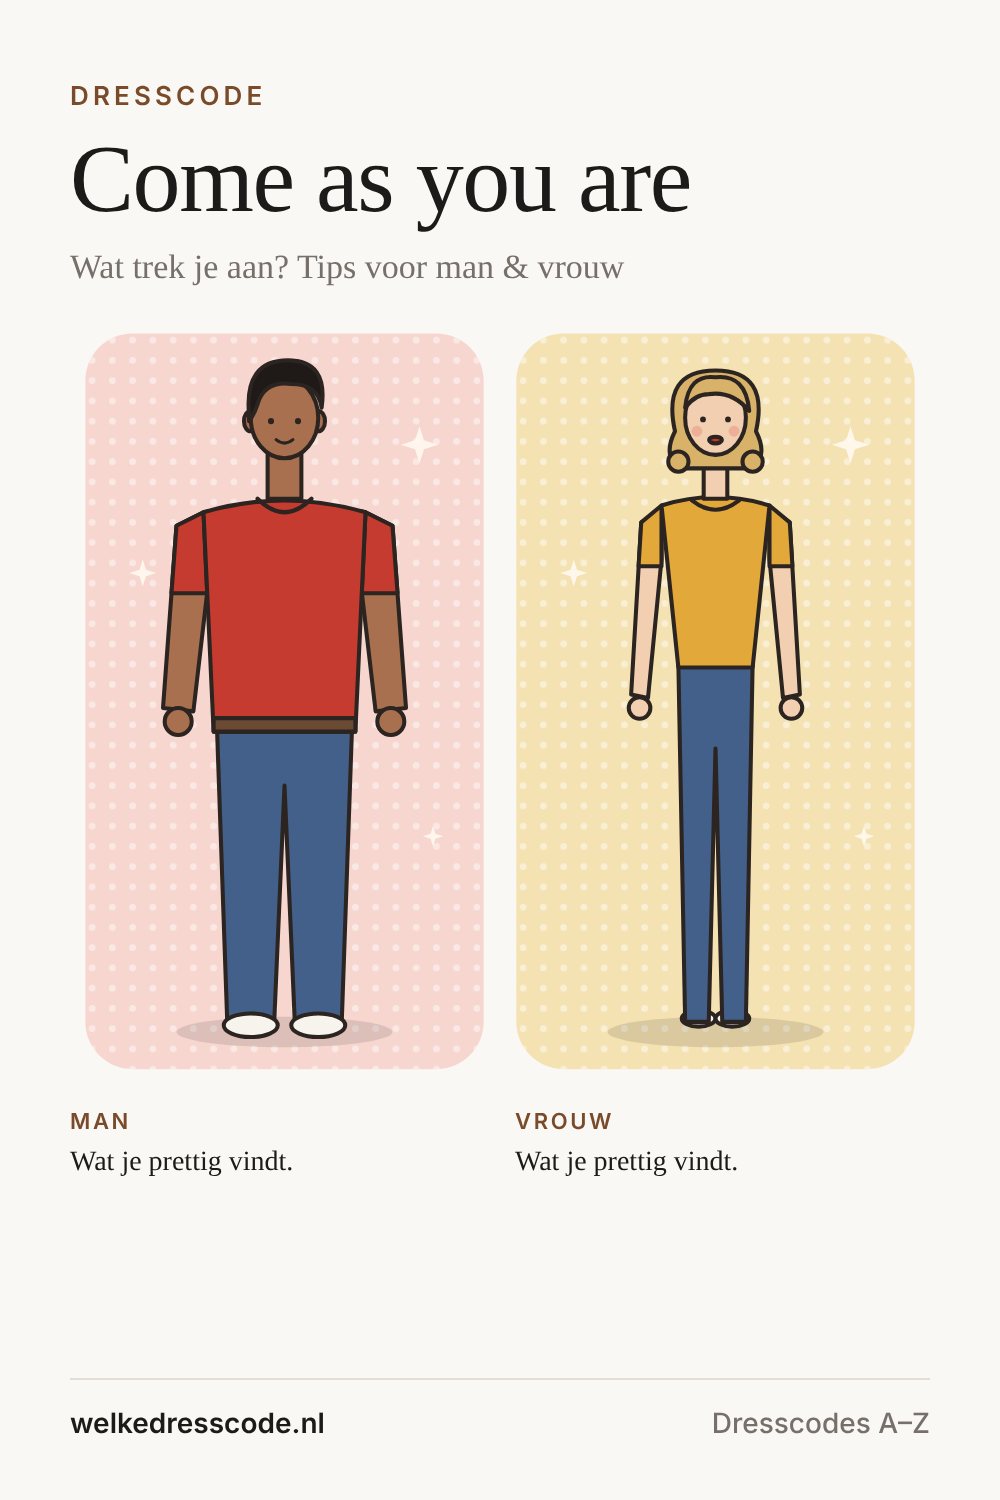 DRESSCODE
Come as you are
Wat trek je aan? Tips voor man & vrouw
MAN
Wat je prettig vindt.
VROUW
Wat je prettig vindt.
welkedresscode.nl
Dresscodes A–Z